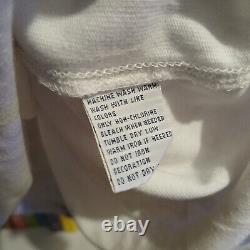 MACHINE WASH WARM
WASH WITH LIKE
COLORS
ONLY NON-CHLORINE
BLEACH WHEN NEEDED
TUMBLE DRY LOW
WARM IRON IF NEEDED
DO NOT IRON
DECORATION
DO NOT DRY
ebay